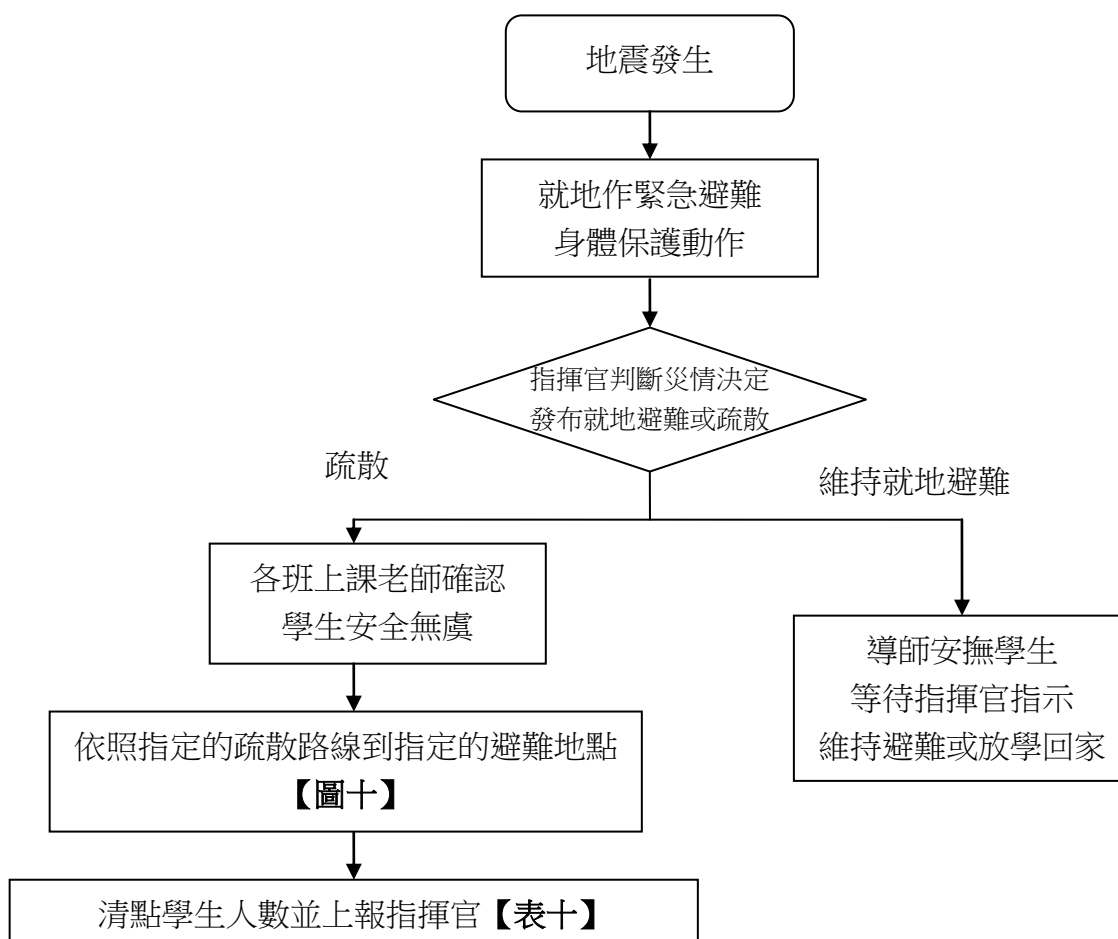 地震發生
就地作緊急避難
身體保護動作
指揮官判斷災情決定
發布就地避難或疏散
疏散
維持就地避難
各班上課老師確認
學生安全無虞
導師安撫學生
等待指揮官指示
維持避難或放學回家
依照指定的疏散路線到指定的避難地點
【圖十】
清點學生人數並上報指揮官【表十】